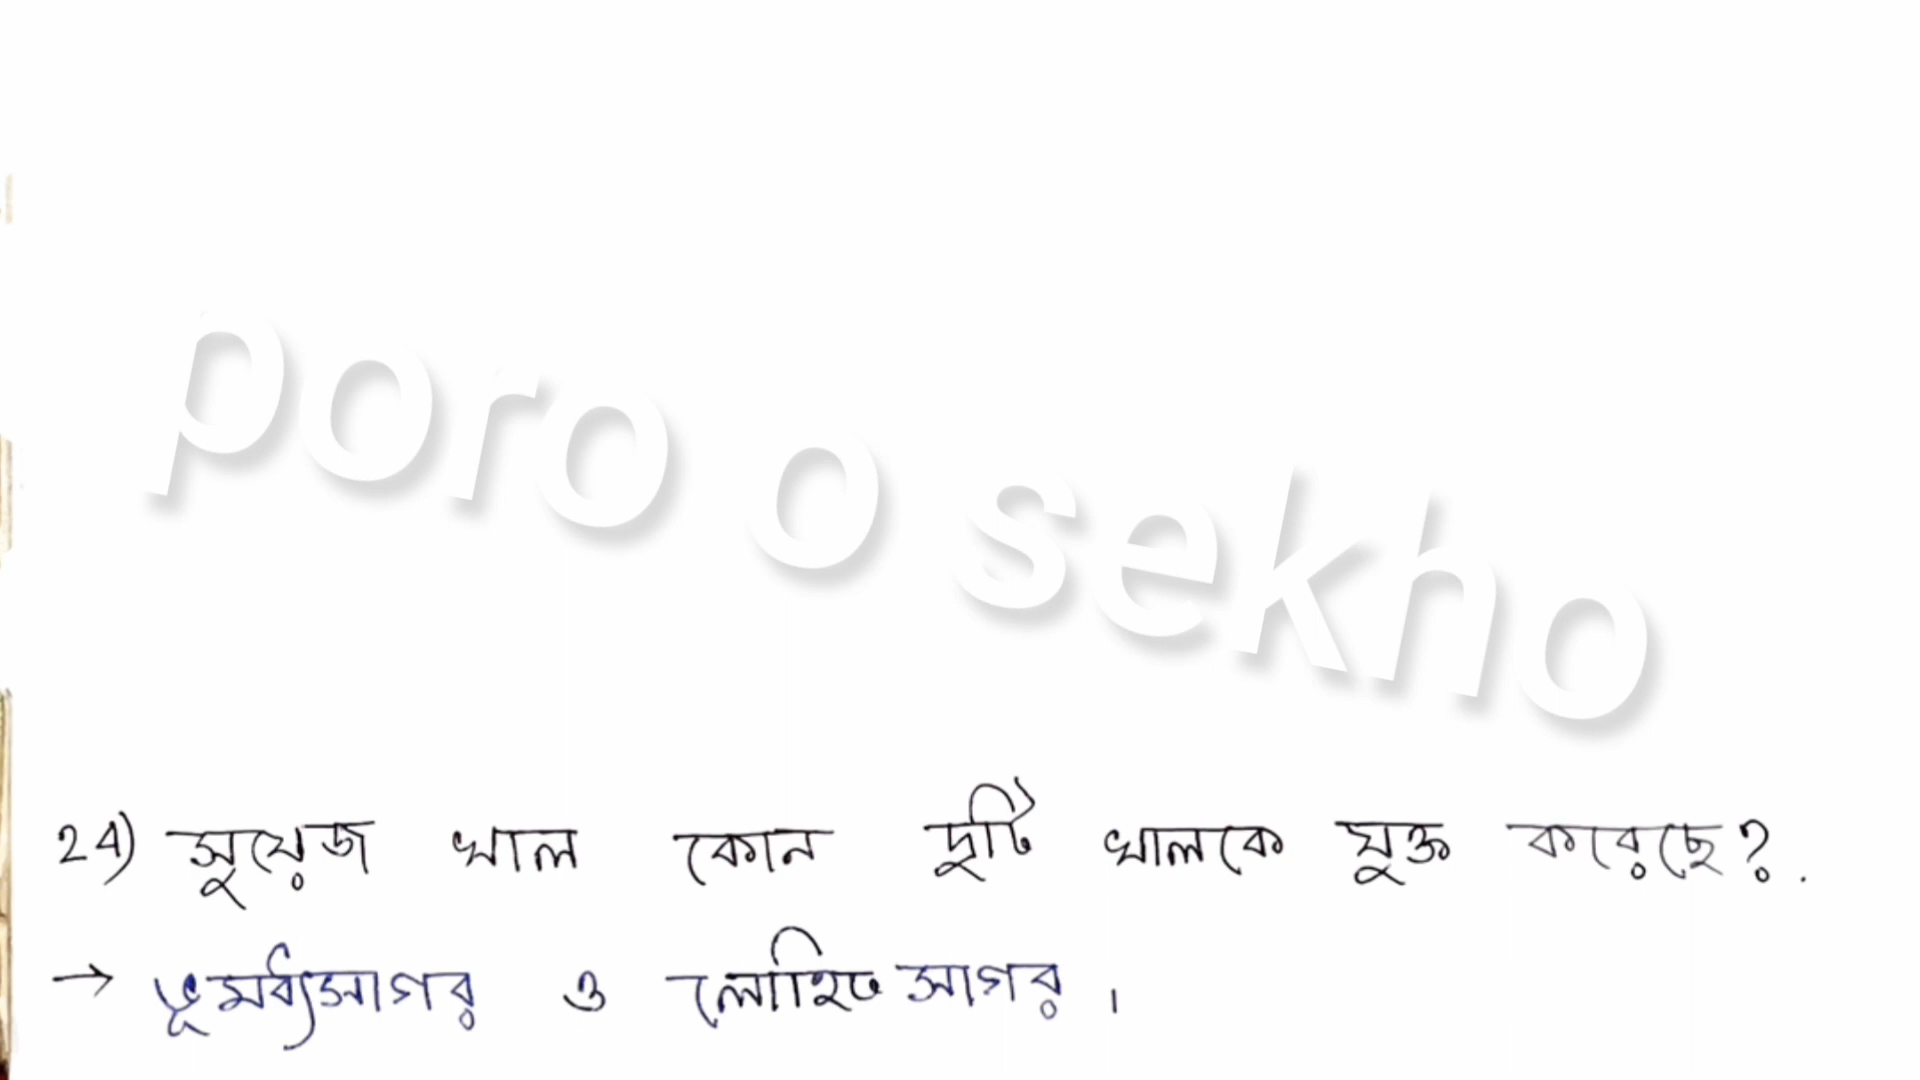 poro o sekho
24) সুয়েজ খাল কোন দুটি খালকে যুক্ত করেছে?.
→ ভূমধ্যসাগর ও লোহিত সাগর ।